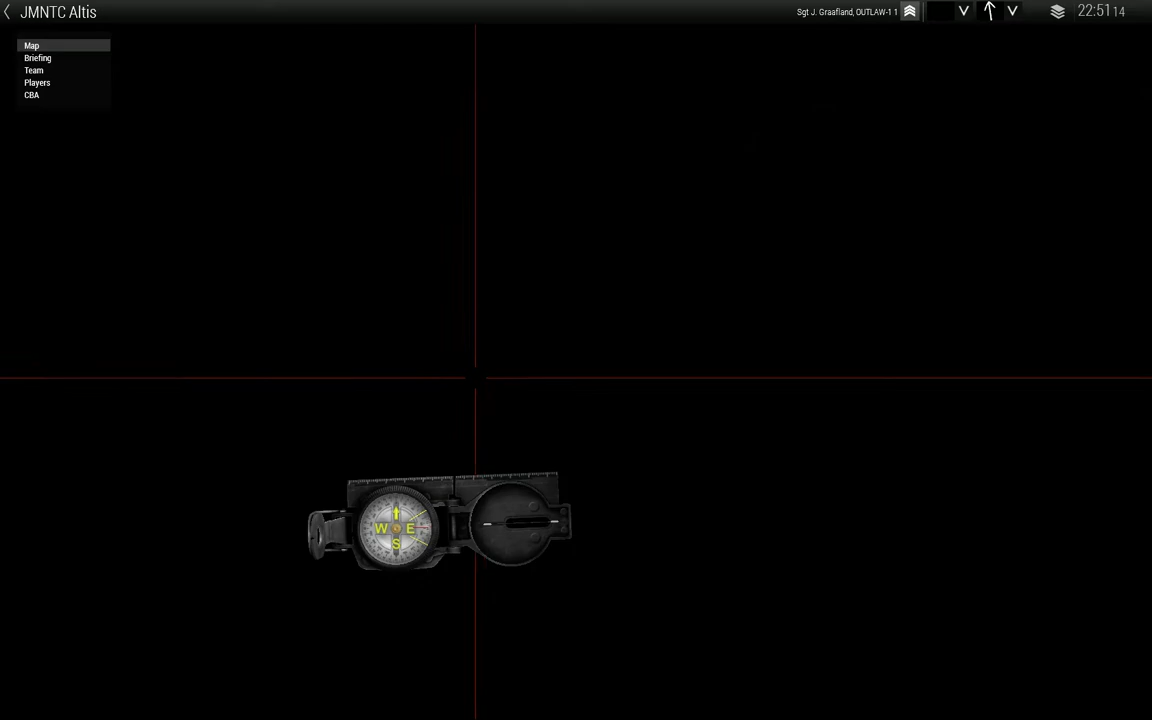 JMNTC Altis
Sgt J. Graafland, OUTLAW-1 1
22:51 14
Map
Briefing
Team
Players
CBA
W E
S